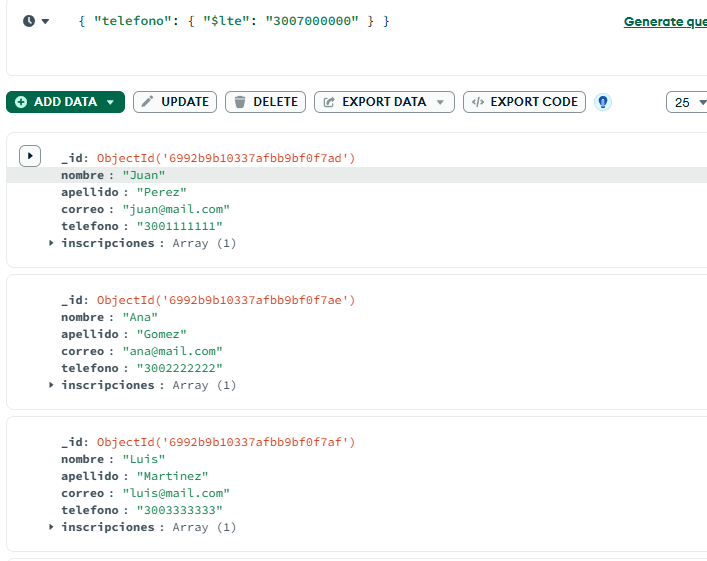 { "telefono": { "$lte": "3007000000" } }
Generate que
ADD DATA UPDATE DELETE EXPORT DATA EXPORT CODE 25
_id: ObjectId('6992b9b10337afbb9bf0f7ad')
nombre : "Juan"
apellido : "Perez"
correo : "juan@mail.com"
telefono : "3001111111"
inscripciones : Array (1)
_id: ObjectId('6992b9b10337afbb9bf0f7ae')
nombre : "Ana"
apellido : "Gomez"
correo : "ana@mail.com"
telefono : "3002222222"
inscripciones : Array (1)
_id: ObjectId('6992b9b10337afbb9bf0f7af')
nombre : "Luis"
apellido : "Martinez"
correo : "luis@mail.com"
telefono : "3003333333"
inscripciones : Array (1)